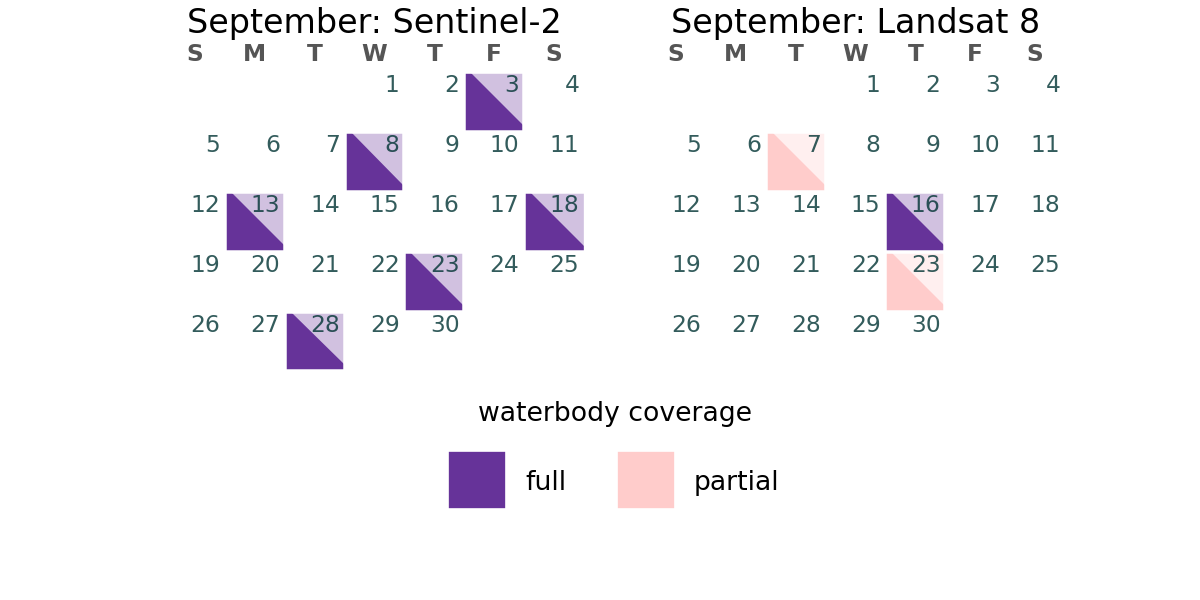 September: Sentinel-2
S M T W T F S
1 2 3 4
5 6 7 8 9 10 11
12 13 14 15 16 17 18
19 20 21 22 23 24 25
26 27 28 29 30
September: Landsat 8
S M T W T F S
1 2 3 4
5 6 7 8 9 10 11
12 13 14 15 16 17 18
19 20 21 22 23 24 25
26 27 28 29 30
waterbody coverage
full partial